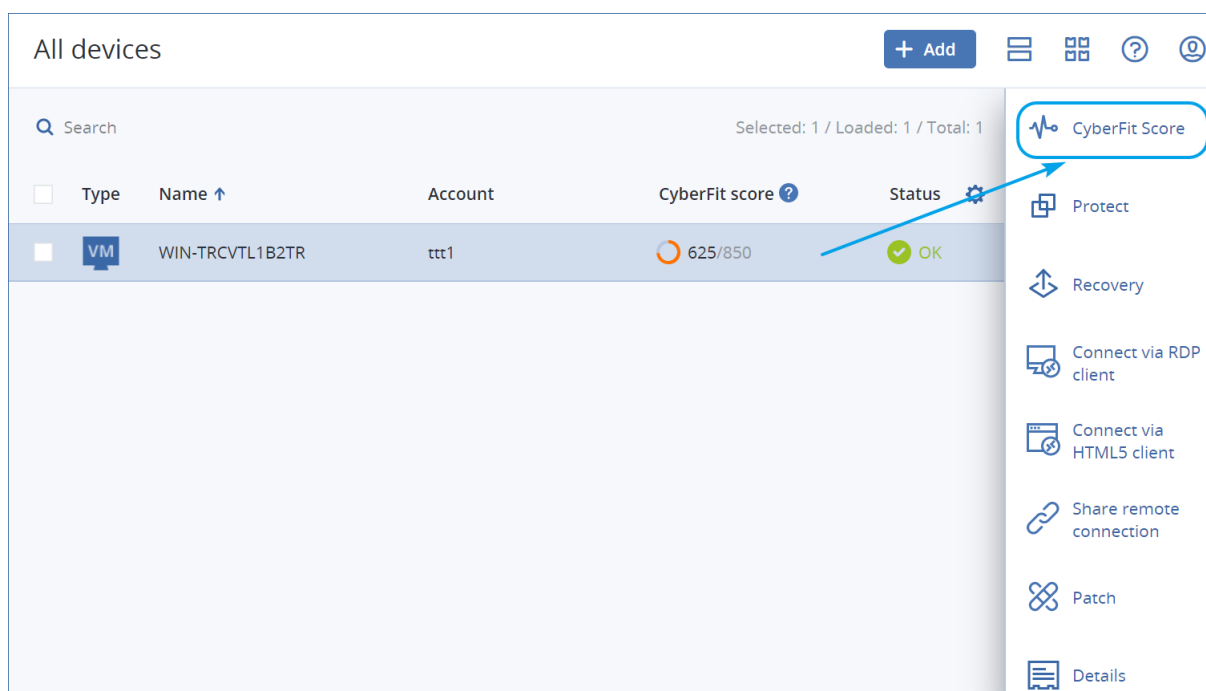 All devices
+ Add
Search
Selected: 1 / Loaded: 1 / Total: 1
Type Name Account CyberFit score Status
VM WIN-TRCVTL1B2TR ttt1 625/850 OK
CyberFit Score
Protect
Recovery
Connect via RDP
client
Connect via
HTML5 client
Share remote
connection
Patch
Details